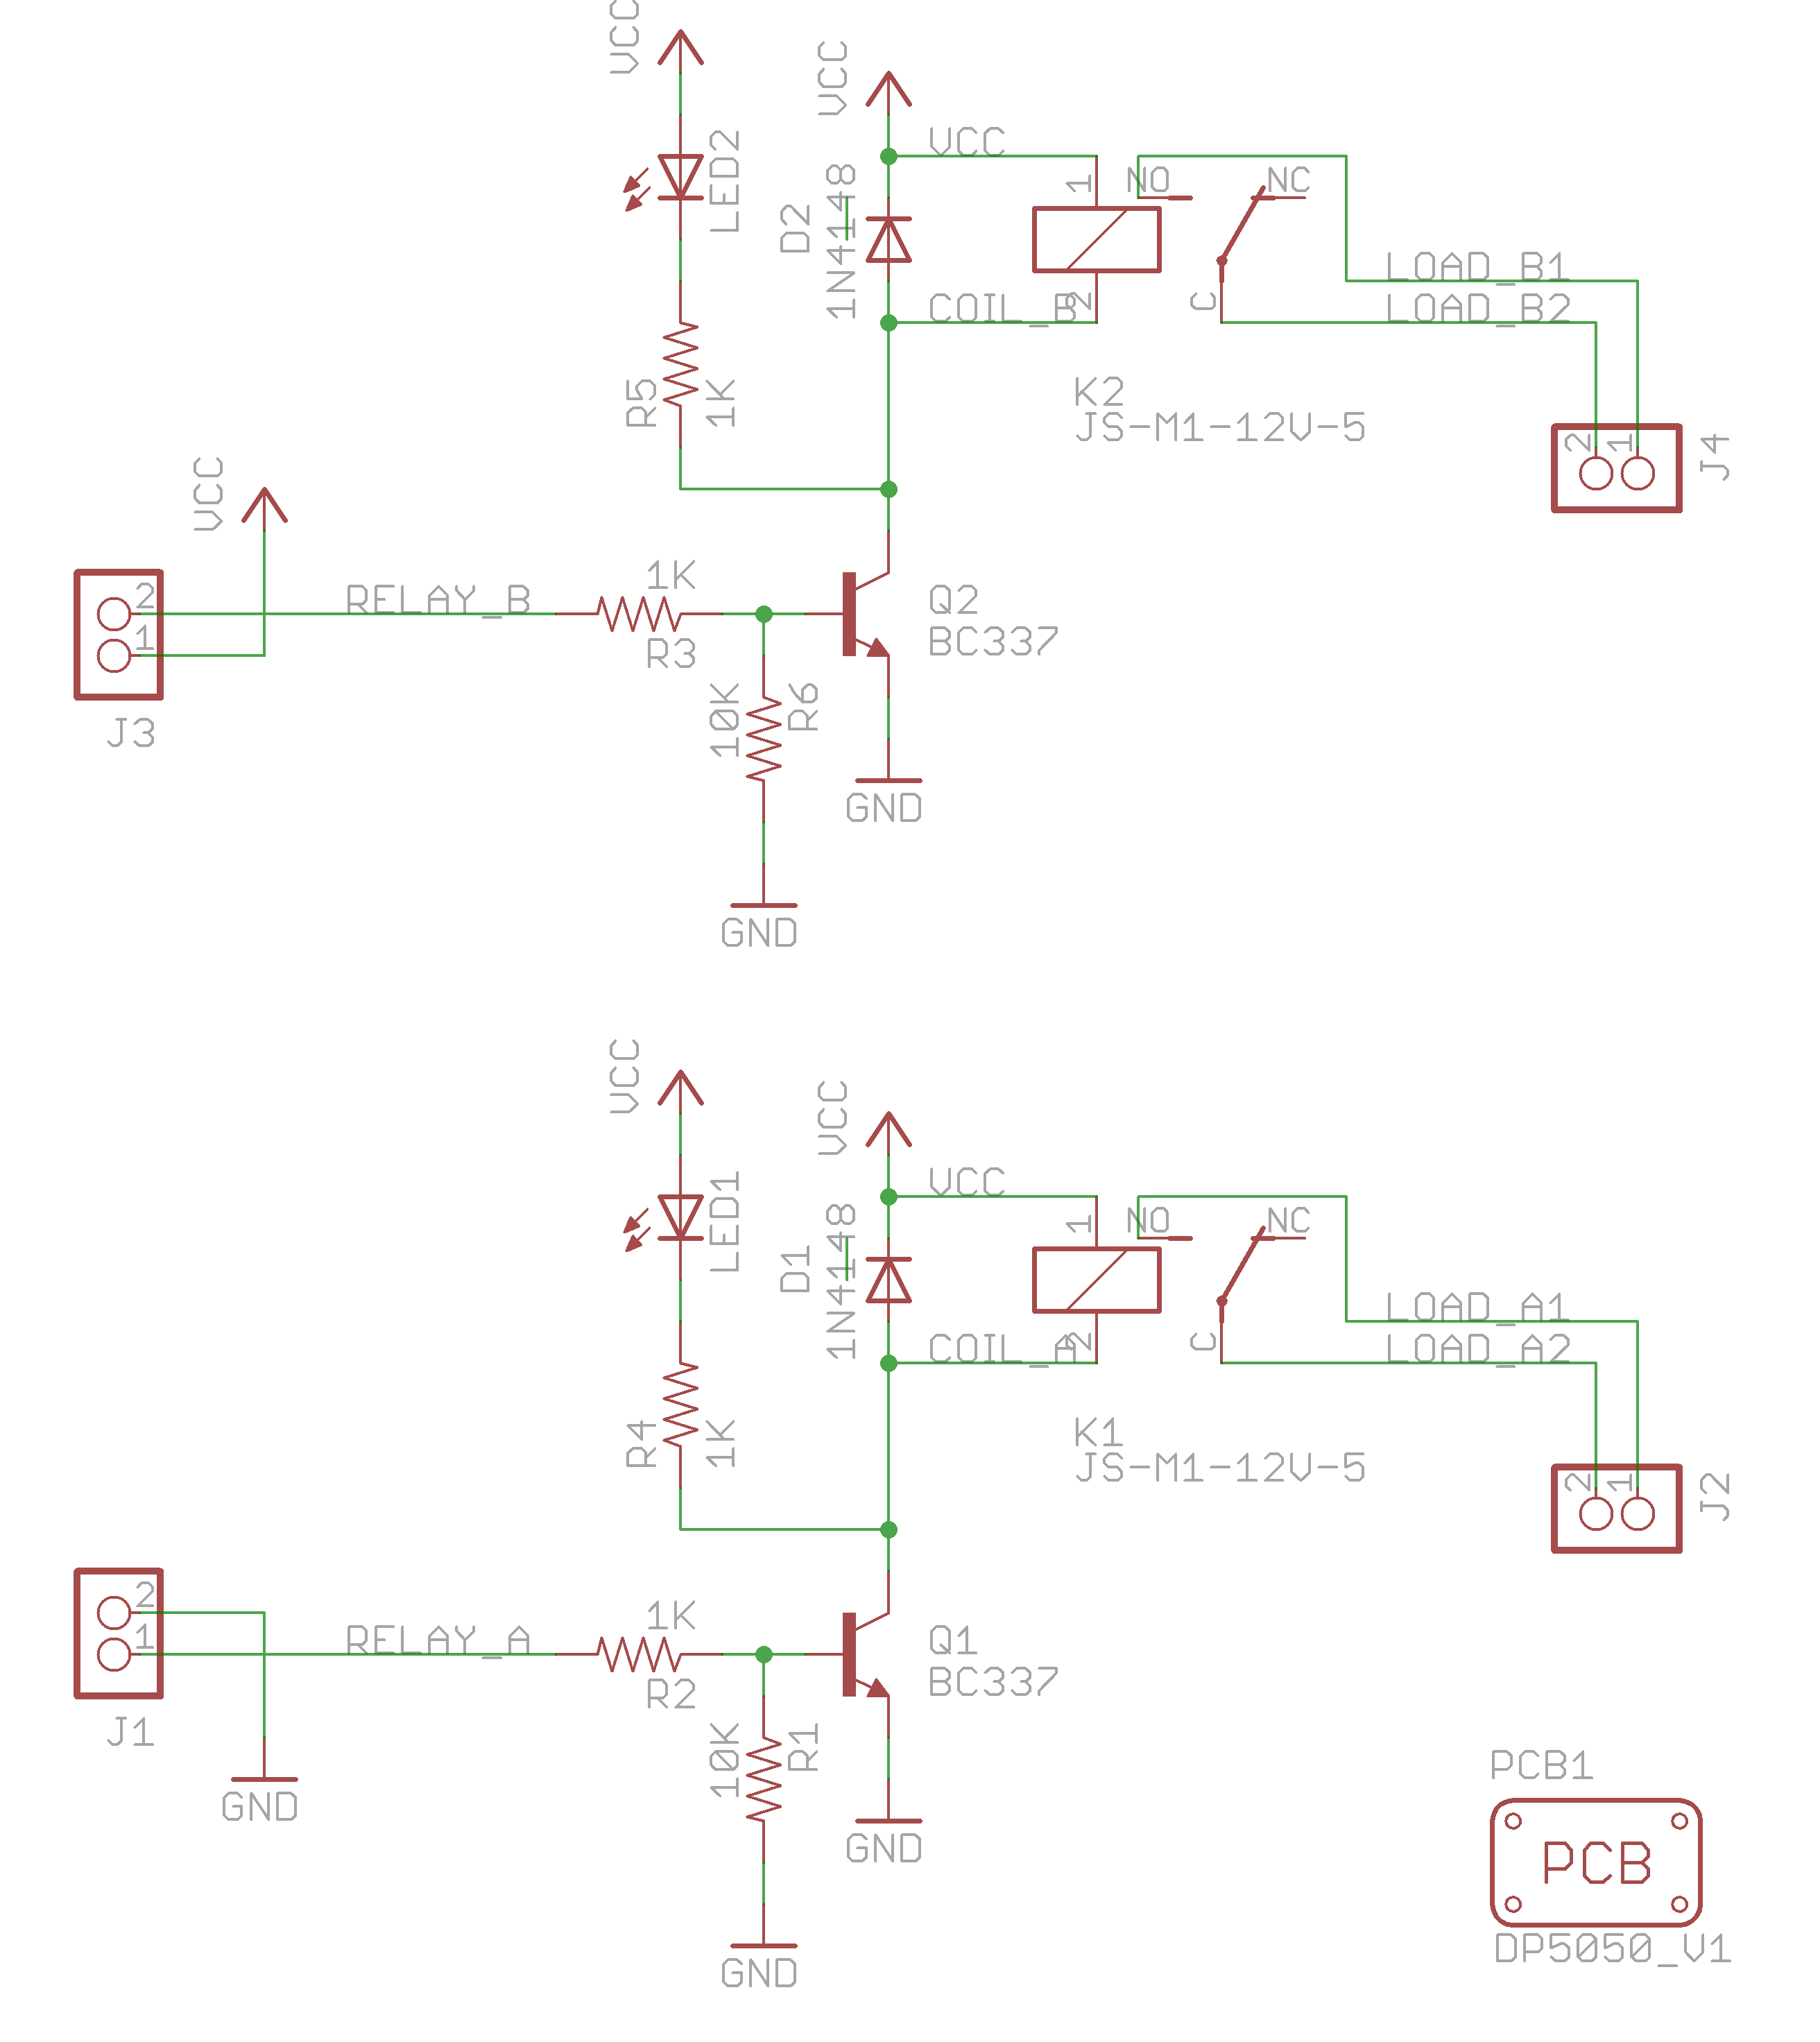 VCC
VCC
LED2
D2
1N4148
VCC
1
NO
NC
COIL_B
2
C
LOAD_B1
LOAD_B2
R5
1K
K2
JS-M1-12V-5
2
1
J4
VCC
2
1
J3
RELAY_B
1K
R3
Q2
BC337
10K
R6
GND
GND
VCC
VCC
LED1
D1
1N4148
VCC
1
NO
NC
COIL_A
2
C
LOAD_A1
LOAD_A2
R4
1K
K1
JS-M1-12V-5
2
1
J2
2
1
J1
RELAY_A
1K
R2
Q1
BC337
10K
R1
GND
GND
GND
PCB1
PCB
DP5050_V1